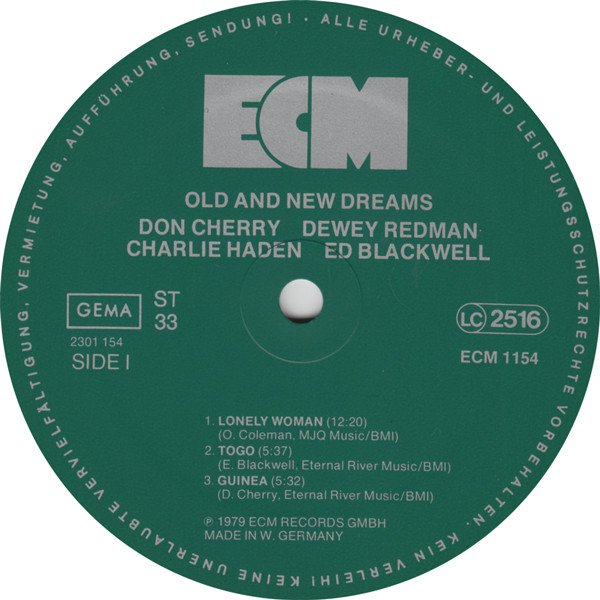 ALLE URHEBER- UND LEISTUNGSSCHUTZRECHTE VORBEHALTEN. KEIN VERLEIH! KEINE UNERLAUBTE VERVIELFÄLTIGUNG, VERMIETUNG, AUFFÜHRUNG, SENDUNG! ·
ECM
OLD AND NEW DREAMS
DON CHERRY DEWEY REDMAN
CHARLIE HADEN ED BLACKWELL
GEMA ST 33
LC 2516
2301 154
SIDE I
ECM 1154
1. LONELY WOMAN (12:20)
(O. Coleman, MJQ Music/BMI)
2. TOGO (5:37)
(E. Blackwell, Eternal River Music/BMI)
3. GUINEA (5:32)
(D. Cherry, Eternal River Music/BMI)
℗ 1979 ECM RECORDS GMBH
MADE IN W. GERMANY